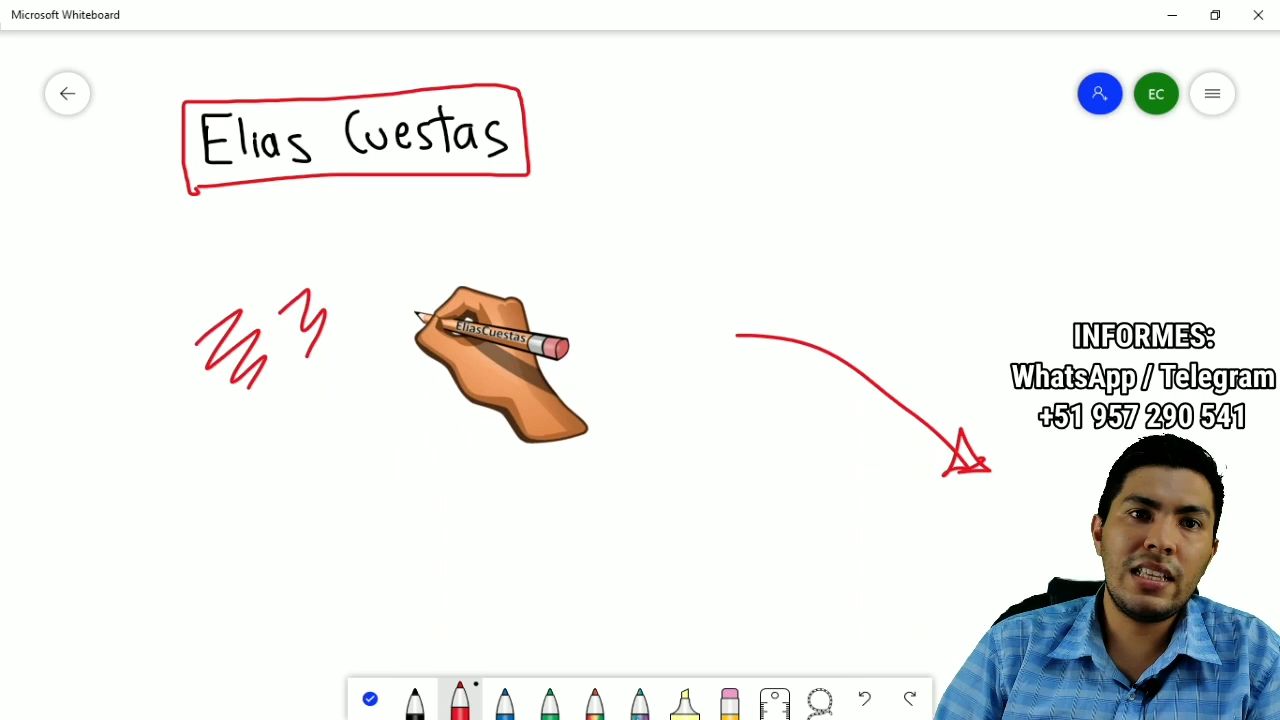 Microsoft Whiteboard
EC
Elias Cuestas
EliasCuestas
INFORMES:
WhatsApp / Telegram
+51 957 290 541